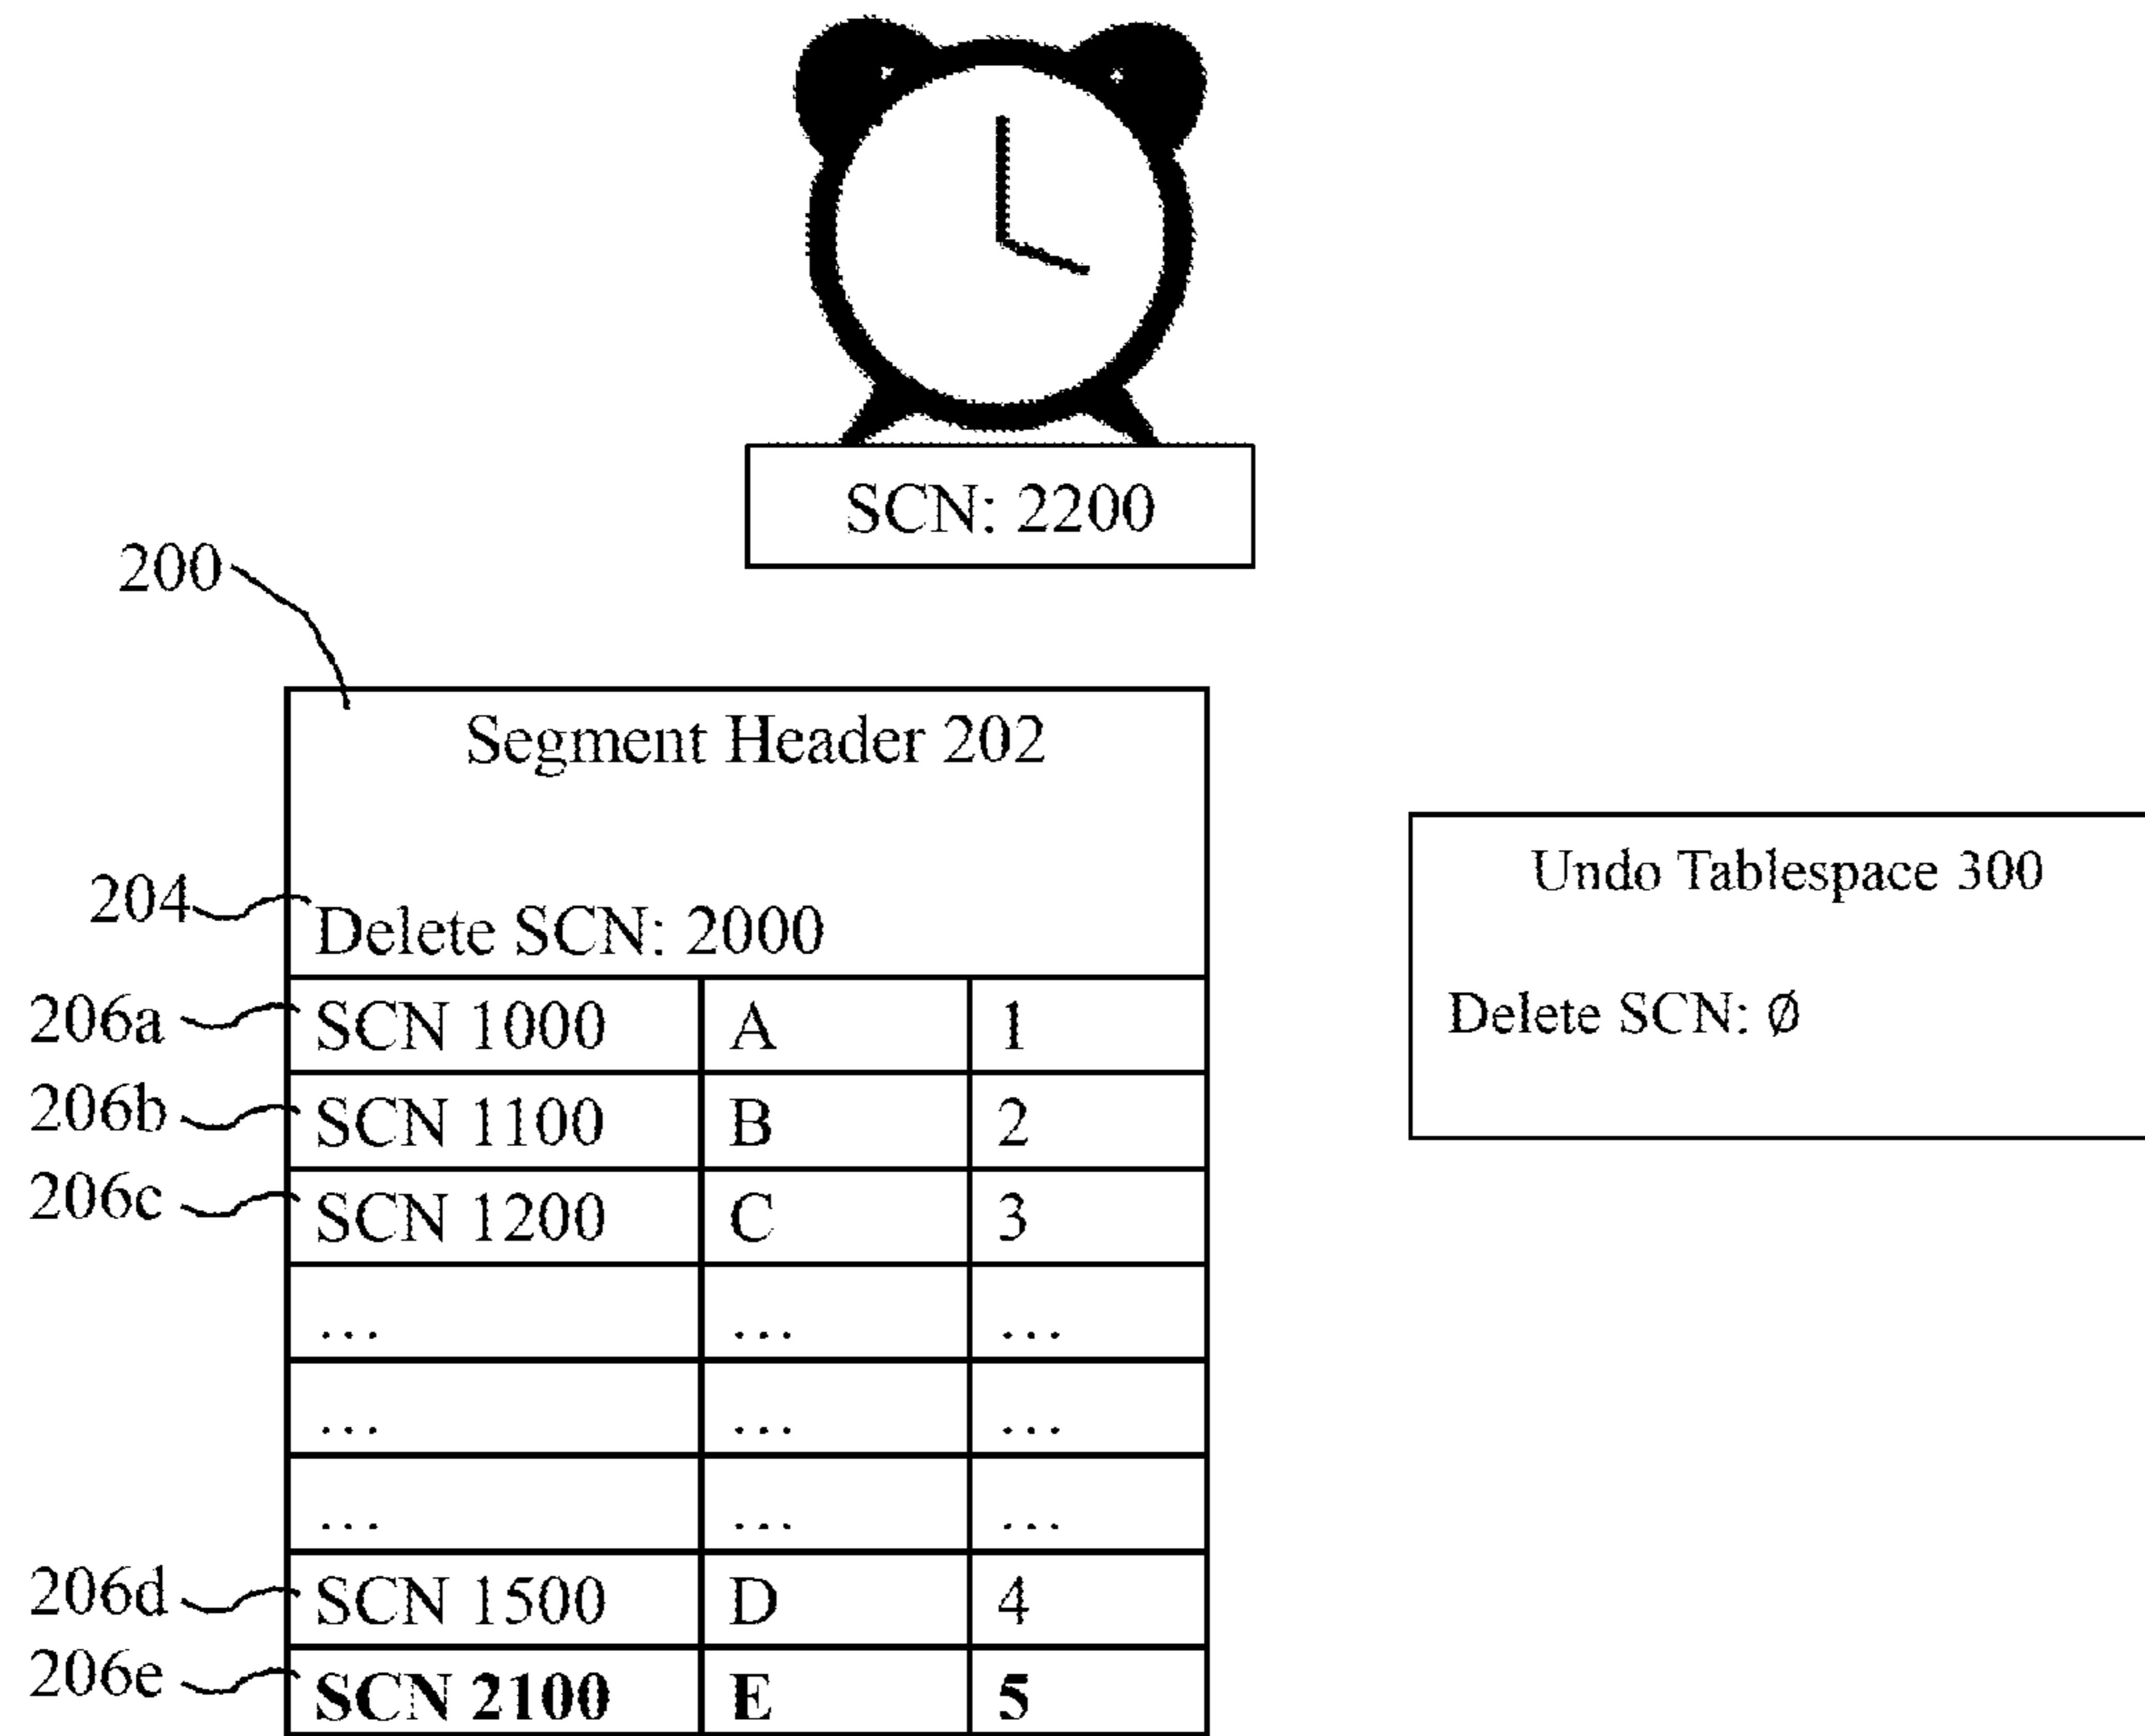 SCN: 2200
200
Segment Header 202
204
Delete SCN: 2000
Undo Tablespace 300
Delete SCN: Ø
206a SCN 1000 A 1
206b SCN 1100 B 2
206c SCN 1200 C 3
... ... ...
... ... ...
... ... ...
206d SCN 1500 D 4
206e SCN 2100 E 5